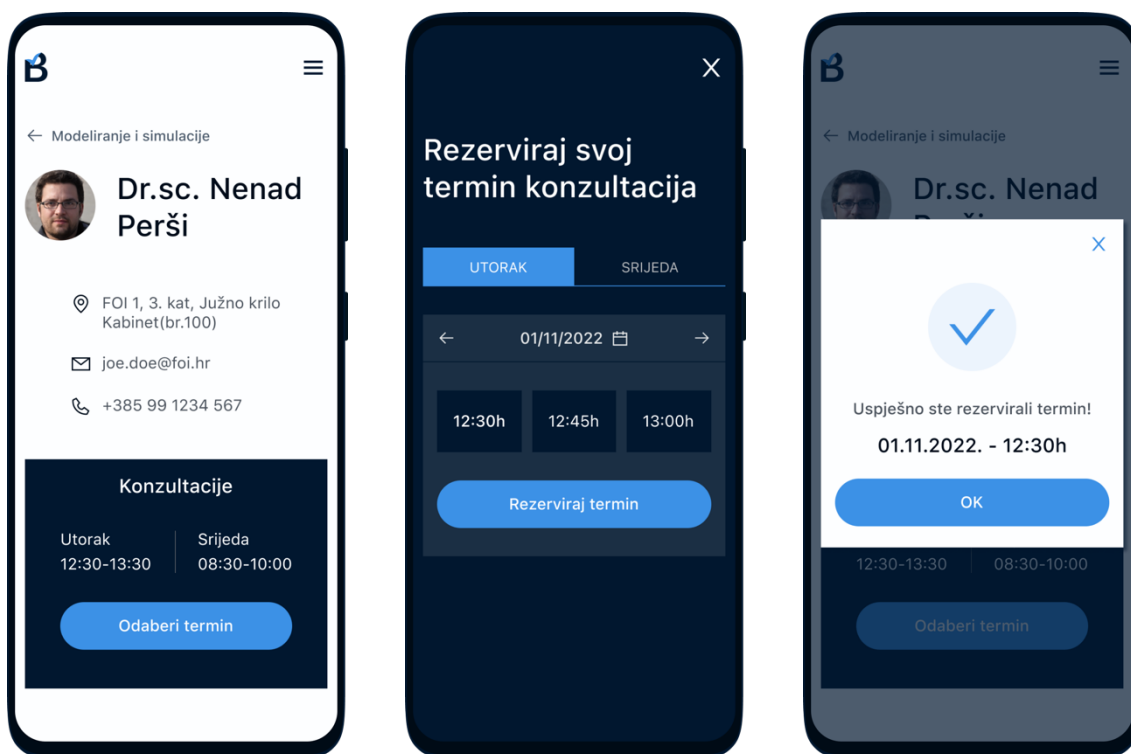 B
← Modeliranje i simulacije
Dr.sc. Nenad
Perši
FOI 1, 3. kat, Južno krilo
Kabinet(br.100)
joe.doe@foi.hr
+385 99 1234 567
Konzultacije
Utorak Srijeda
12:30-13:30 08:30-10:00
Odaberi termin
X
Rezerviraj svoj
termin konzultacija
UTORAK SRIJEDA
← 01/11/2022 →
12:30h 12:45h 13:00h
Rezerviraj termin
B
← Modeliranje i simulacije
Dr.sc. Nenad
X
Uspješno ste rezervirali termin!
01.11.2022. - 12:30h
OK
12:30-13:30 08:30-10:00
Odaberi termin